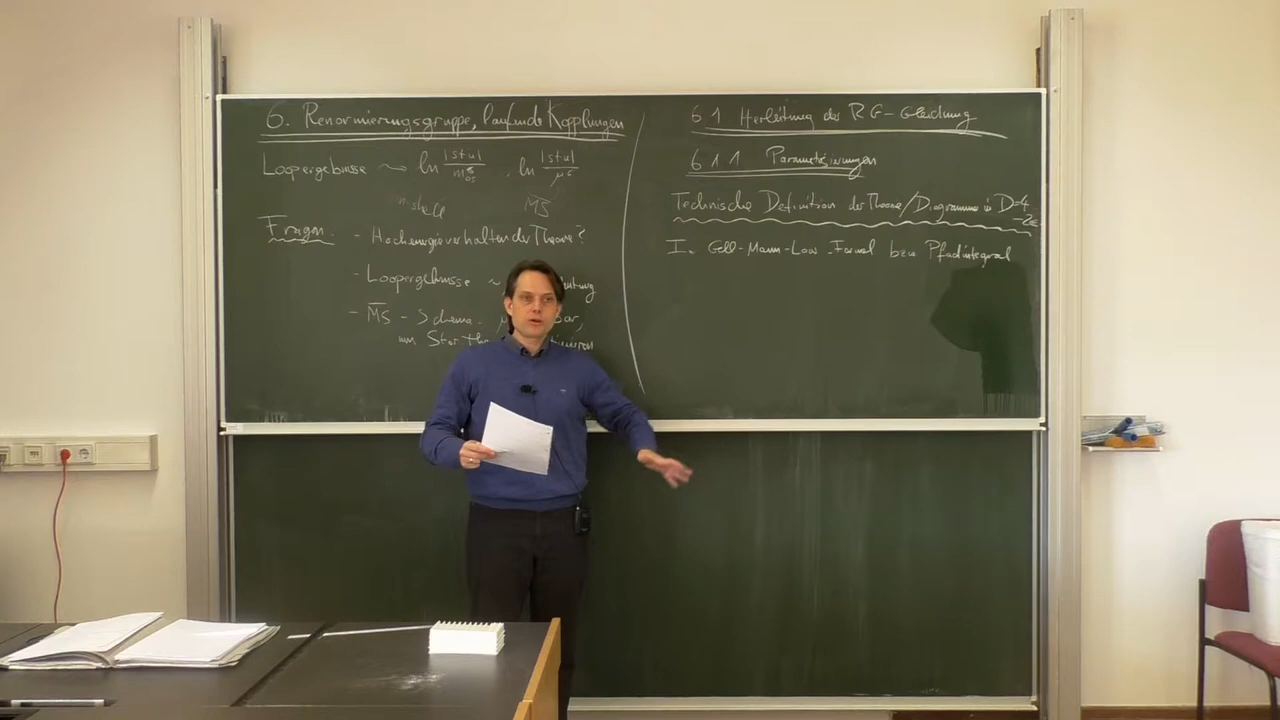 6. Renormierungsgruppe, laufende Kopplungen
Loopergebnisse ~ ln |stu| / m²os , ln |stu| / μ²
MS̄
Fragen: - Hochenergieverhalten der Theorie?
- Loopergebnisse ~
- MS̄ - Schema
um
6.1 Herleitung der RG-Gleichung
6.1.1 Parametrisierungen
Technische Definition der Theorie/Diagramme in D=4-2ε
I. Gell-Mann-Low-Formel bzw Pfadintegral